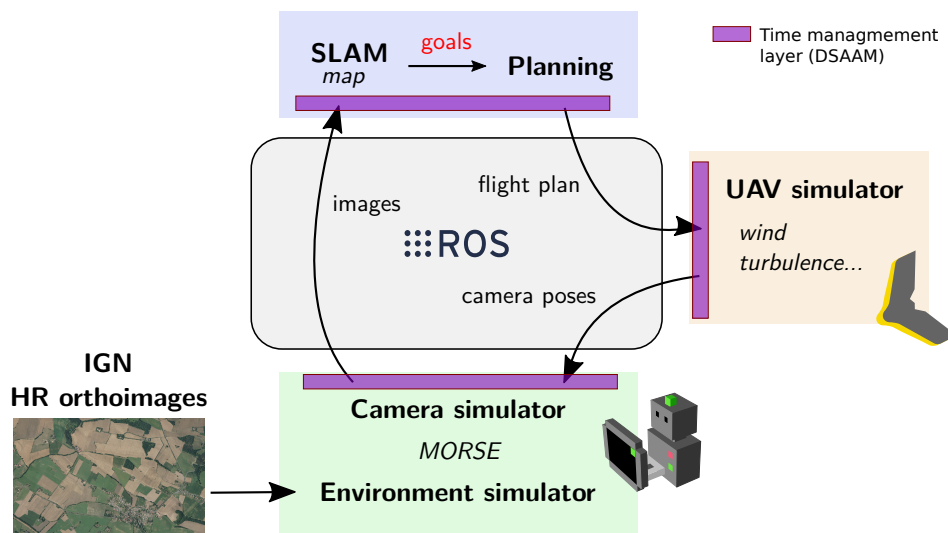 SLAM
map
goals
Planning
Time managmement
layer (DSAAM)
images
flight plan
ROS
camera poses
UAV simulator
wind
turbulence...
IGN
HR orthoimages
Camera simulator
MORSE
Environment simulator